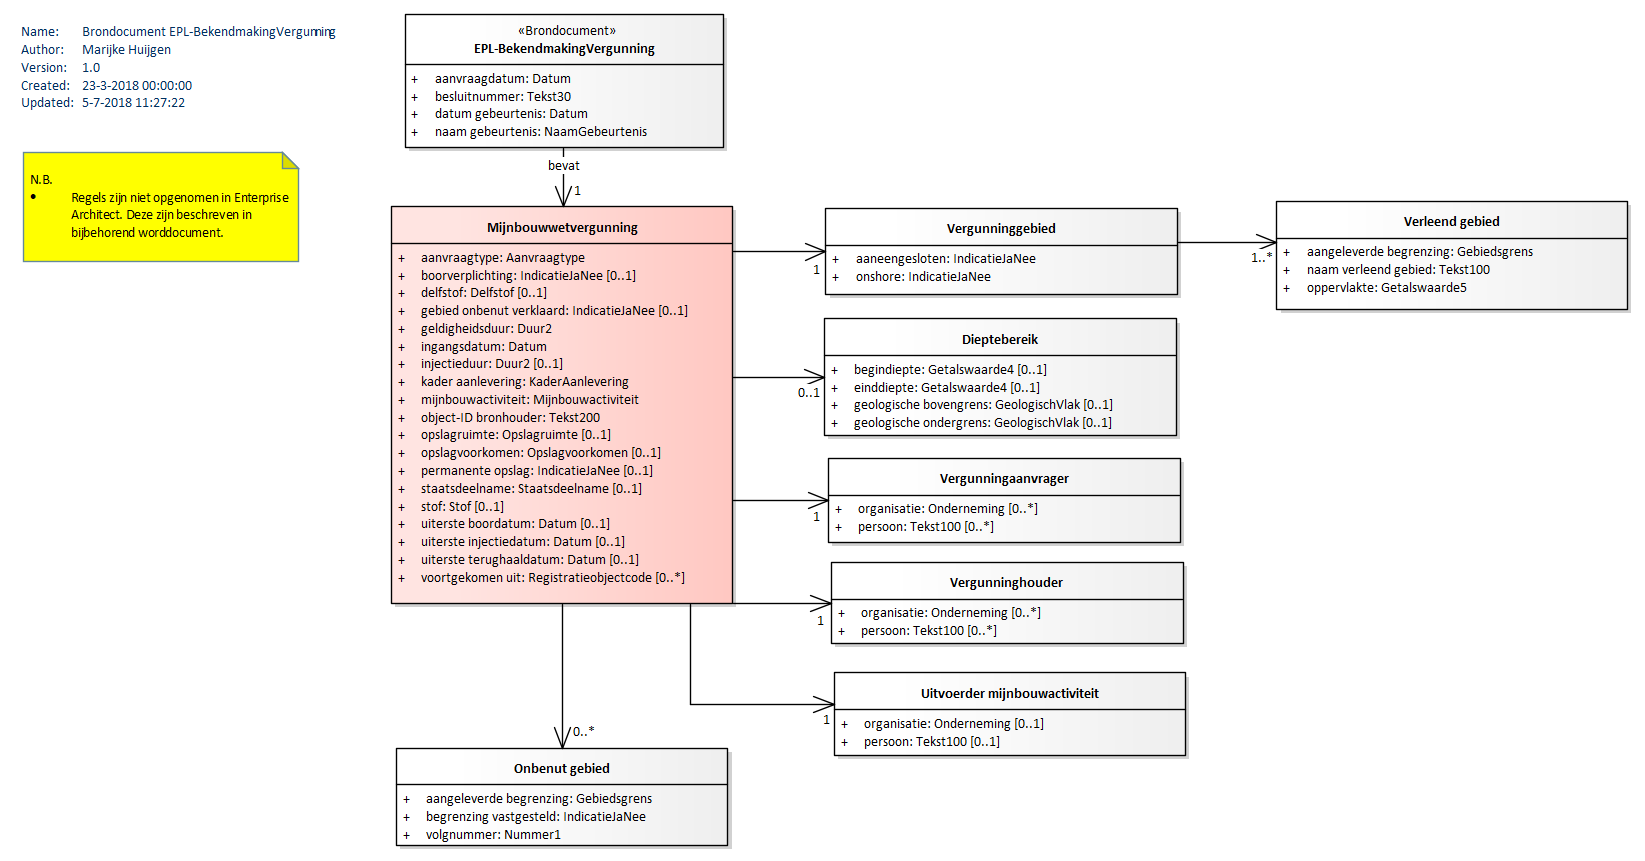 Name: Brondocument EPL-BekendmakingVergunning
Author: Marijke Huijgen
Version: 1.0
Created: 23-3-2018 00:00:00
Updated: 5-7-2018 11:27:22
N.B.
• Regels zijn niet opgenomen in Enterprise
Architect. Deze zijn beschreven in
bijbehorend worddocument.
«Brondocument»
EPL-BekendmakingVergunning
+ aanvraagdatum: Datum
+ besluitnummer: Tekst30
+ datum gebeurtenis: Datum
+ naam gebeurtenis: NaamGebeurtenis
bevat
1
Mijnbouwwetvergunning
+ aanvraagtype: Aanvraagtype
+ boorverplichting: IndicatieJaNee [0..1]
+ delfstof: Delfstof [0..1]
+ gebied onbenut verklaard: IndicatieJaNee [0..1]
+ geldigheidsduur: Duur2
+ ingangsdatum: Datum
+ injectieduur: Duur2 [0..1]
+ kader aanlevering: KaderAanlevering
+ mijnbouwactiviteit: Mijnbouwactiviteit
+ object-ID bronhouder: Tekst200
+ opslagruimte: Opslagruimte [0..1]
+ opslagvoorkomen: Opslagvoorkomen [0..1]
+ permanente opslag: IndicatieJaNee [0..1]
+ staatsdeelname: Staatsdeelname [0..1]
+ stof: Stof [0..1]
+ uiterste boordatum: Datum [0..1]
+ uiterste injectiedatum: Datum [0..1]
+ uiterste terughaaldatum: Datum [0..1]
+ voortgekomen uit: Registratieobjectcode [0..*]
1
Vergunninggebied
+ aaneengesloten: IndicatieJaNee
+ onshore: IndicatieJaNee
1..*
Verleend gebied
+ aangeleverde begrenzing: Gebiedsgrens
+ naam verleend gebied: Tekst100
+ oppervlakte: Getalswaarde5
0..1
Dieptebereik
+ begindiepte: Getalswaarde4 [0..1]
+ einddiepte: Getalswaarde4 [0..1]
+ geologische bovengrens: GeologischVlak [0..1]
+ geologische ondergrens: GeologischVlak [0..1]
1
Vergunningaanvrager
+ organisatie: Onderneming [0..*]
+ persoon: Tekst100 [0..*]
1
Vergunninghouder
+ organisatie: Onderneming [0..*]
+ persoon: Tekst100 [0..*]
1
Uitvoerder mijnbouwactiviteit
+ organisatie: Onderneming [0..1]
+ persoon: Tekst100 [0..1]
0..*
Onbenut gebied
+ aangeleverde begrenzing: Gebiedsgrens
+ begrenzing vastgesteld: IndicatieJaNee
+ volgnummer: Nummer1